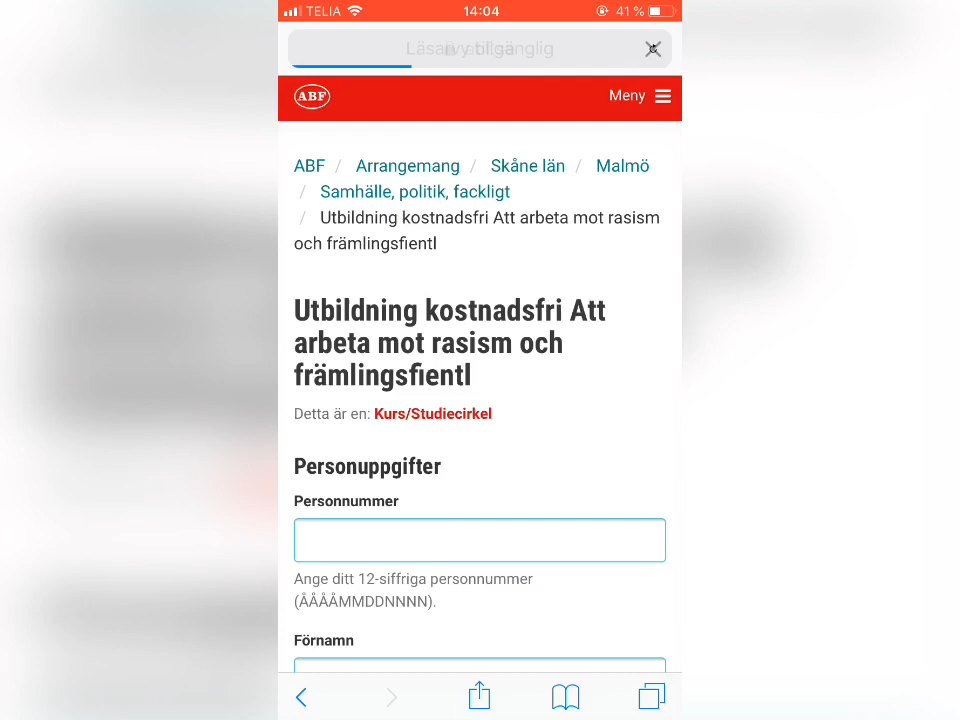 TELIA 14:04 41 %
ABF Meny
ABF / Arrangemang / Skåne län / Malmö
/ Samhälle, politik, fackligt
/ Utbildning kostnadsfri Att arbeta mot rasism
och främlingsfientl
Utbildning kostnadsfri Att
arbeta mot rasism och
främlingsfientl
Detta är en: Kurs/Studiecirkel
Personuppgifter
Personnummer
Ange ditt 12-siffriga personnummer
(ÅÅÅÅMMDDNNNN).
Förnamn